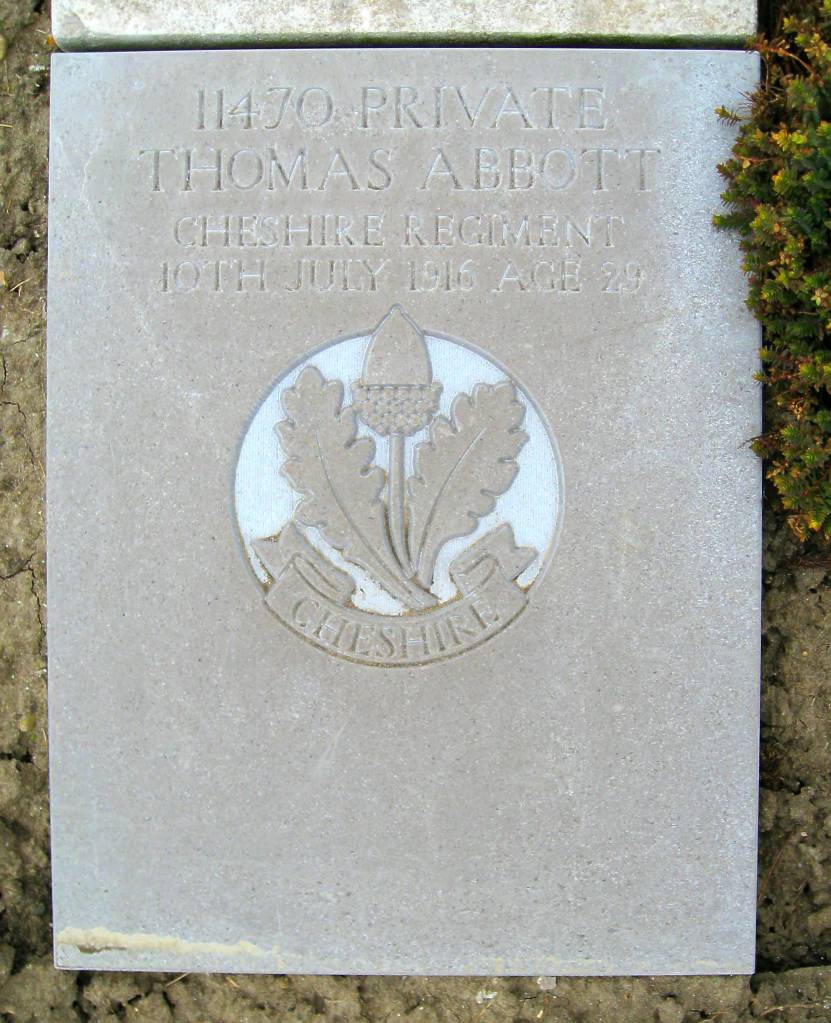 11470 PRIVATE
THOMAS ABBOTT
CHESHIRE REGIMENT
10TH JULY 1916 AGE 29
CHESHIRE